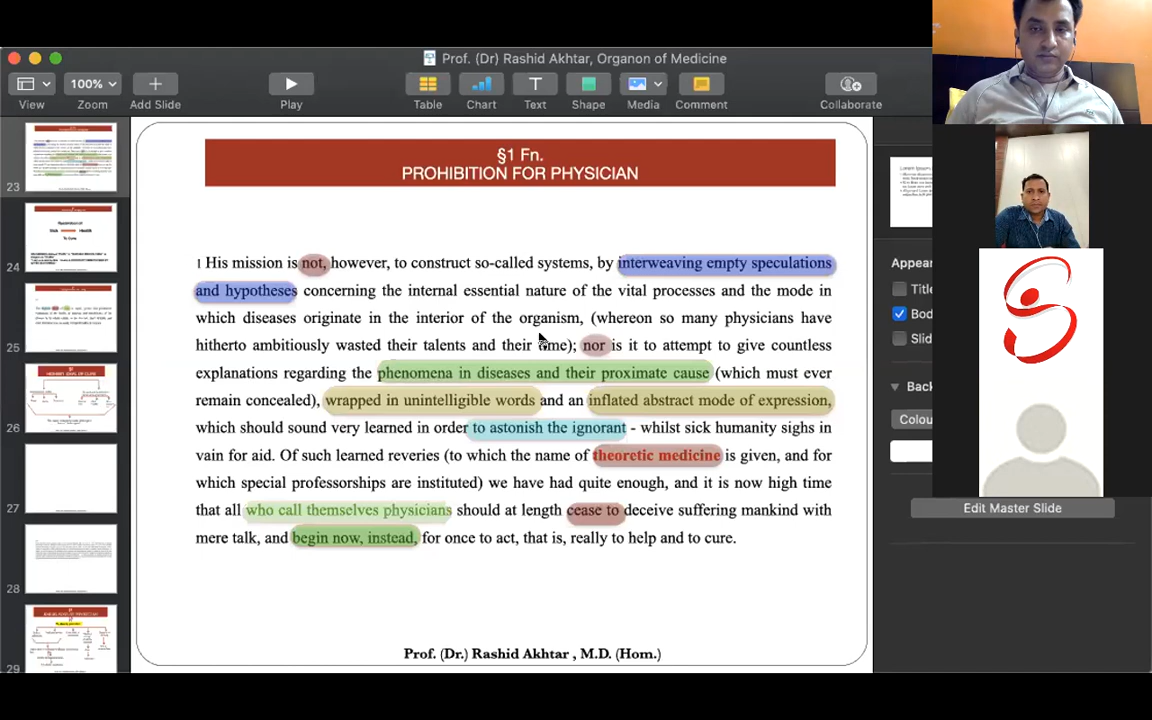 Prof. (Dr) Rashid Akhtar, Organon of Medicine
100%
View
Zoom
Add Slide
Play
Table
Chart
Text
Shape
Media
Comment
Collaborate
23
24
25
26
27
28
29
§1 Fn.
PROHIBITION FOR PHYSICIAN
1 His mission is not, however, to construct so-called systems, by interweaving empty speculations
and hypotheses concerning the internal essential nature of the vital processes and the mode in
which diseases originate in the interior of the organism, (whereon so many physicians have
hitherto ambitiously wasted their talents and their time); nor is it to attempt to give countless
explanations regarding the phenomena in diseases and their proximate cause (which must ever
remain concealed), wrapped in unintelligible words and an inflated abstract mode of expression,
which should sound very learned in order to astonish the ignorant - whilst sick humanity sighs in
vain for aid. Of such learned reveries (to which the name of theoretic medicine is given, and for
which special professorships are instituted) we have had quite enough, and it is now high time
that all who call themselves physicians should at length cease to deceive suffering mankind with
mere talk, and begin now, instead, for once to act, that is, really to help and to cure.
Prof. (Dr.) Rashid Akhtar , M.D. (Hom.)
Appea
Title
Bod
Slid
Back
Colou
Edit Master Slide